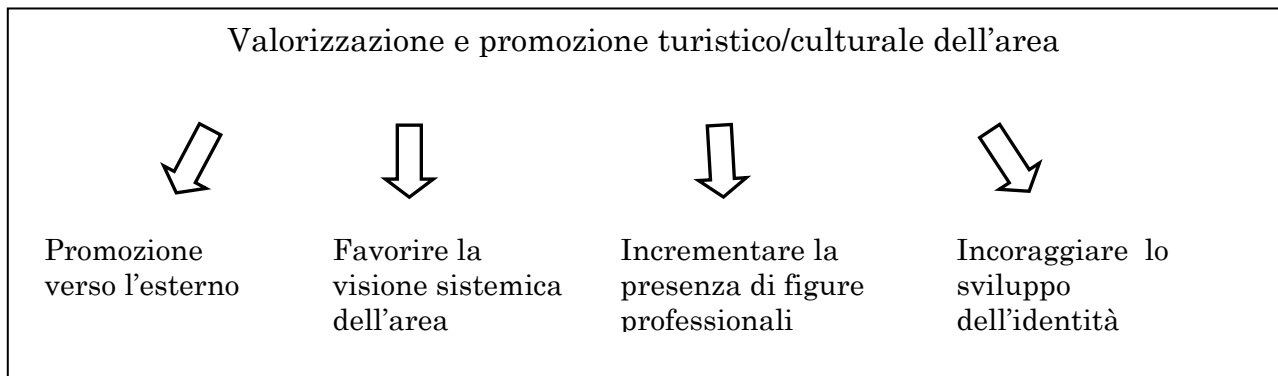 Valorizzazione e promozione turistico/culturale dell’area
Promozione
verso l’esterno
Favorire la
visione sistemica
dell’area
Incrementare la
presenza di figure
professionali
Incoraggiare lo
sviluppo
dell’identità